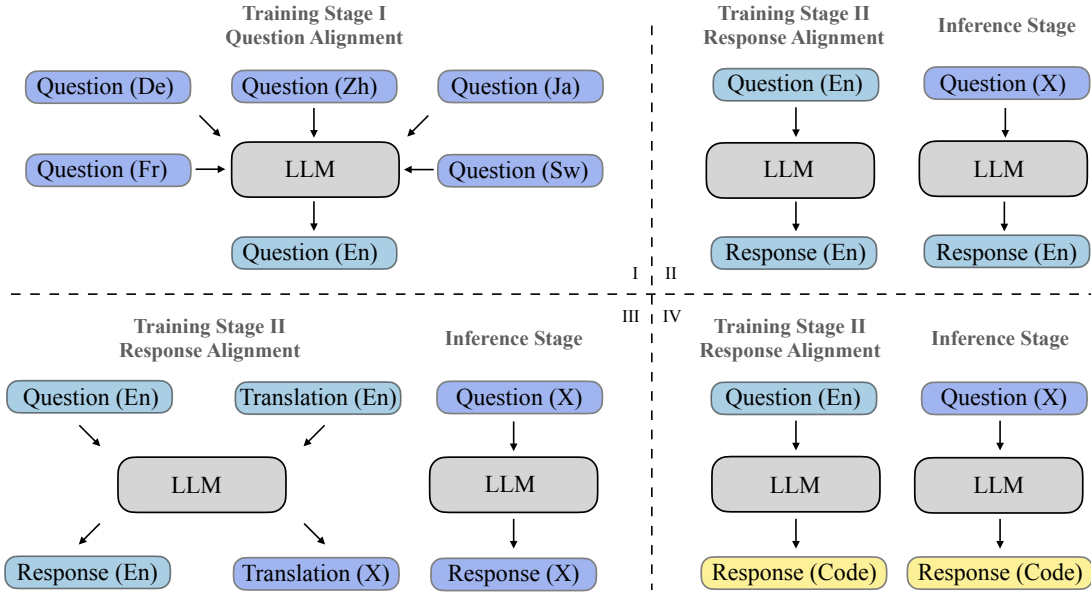 Training Stage I
Question Alignment
Question (De)
Question (Zh)
Question (Ja)
Question (Fr)
LLM
Question (Sw)
Question (En)
I
Training Stage II
Response Alignment
Inference Stage
Question (En)
Question (X)
LLM
LLM
Response (En)
Response (En)
II
III
Training Stage II
Response Alignment
Inference Stage
Question (En)
Translation (En)
Question (X)
LLM
LLM
Response (En)
Translation (X)
Response (X)
IV
Training Stage II
Response Alignment
Inference Stage
Question (En)
Question (X)
LLM
LLM
Response (Code)
Response (Code)